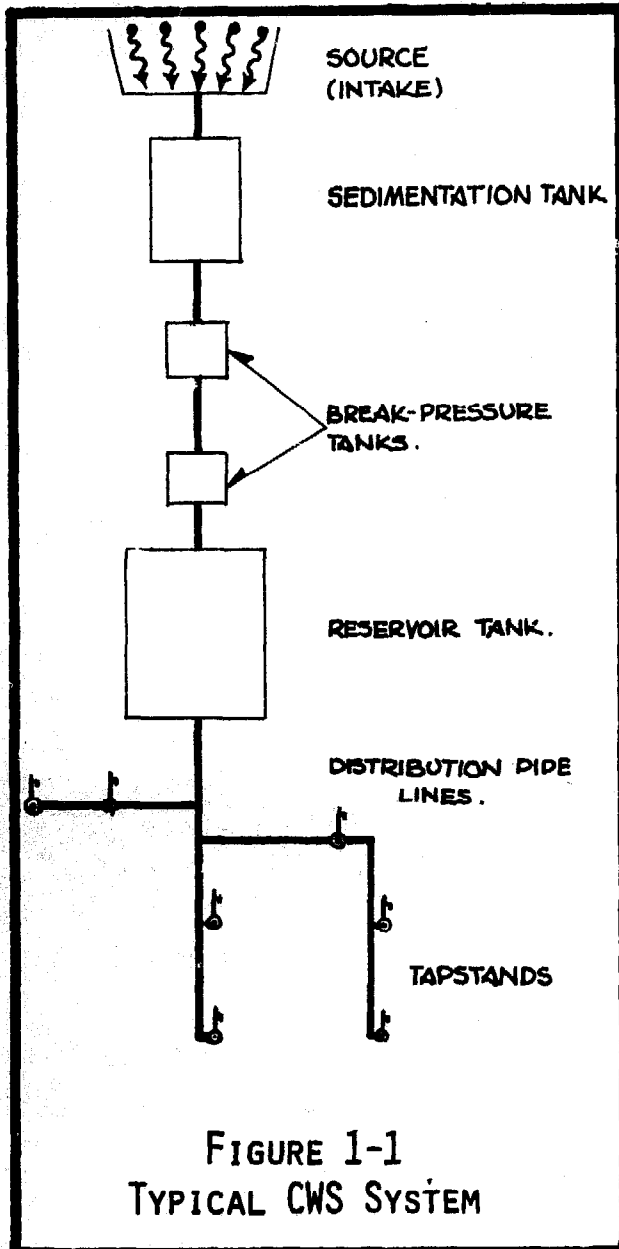 SOURCE
(INTAKE)
SEDIMENTATION TANK
BREAK-PRESSURE
TANKS.
RESERVOIR TANK.
DISTRIBUTION PIPE
LINES.
TAPSTANDS
FIGURE 1-1
TYPICAL CWS SYSTEM